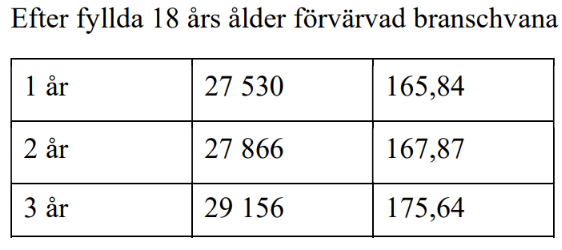 Efter fyllda 18 års ålder förvärvad branschvana
1 år 27 530 165,84
2 år 27 866 167,87
3 år 29 156 175,64